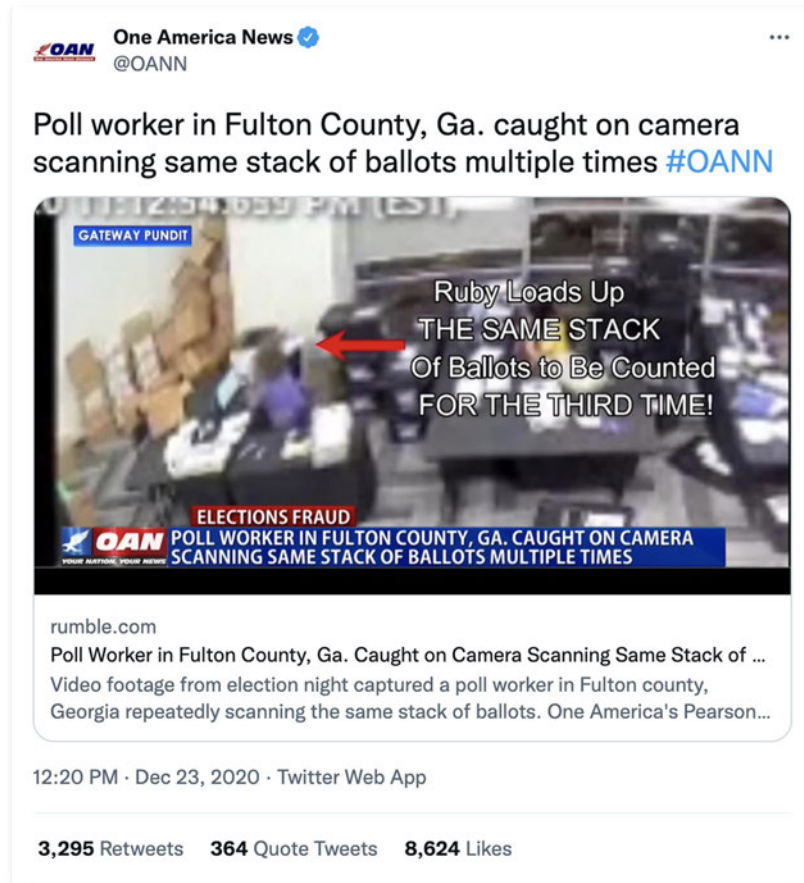 One America News
@OANN
OAN
Poll worker in Fulton County, Ga. caught on camera
scanning same stack of ballots multiple times #OANN
11:12:54.659 PM (EST)
GATEWAY PUNDIT
Ruby Loads Up
THE SAME STACK
Of Ballots to Be Counted
FOR THE THIRD TIME!
ELECTIONS FRAUD
OAN
YOUR NATION, YOUR NEWS
POLL WORKER IN FULTON COUNTY, GA. CAUGHT ON CAMERA
SCANNING SAME STACK OF BALLOTS MULTIPLE TIMES
rumble.com
Poll Worker in Fulton County, Ga. Caught on Camera Scanning Same Stack of ...
Video footage from election night captured a poll worker in Fulton county,
Georgia repeatedly scanning the same stack of ballots. One America's Pearson...
12:20 PM · Dec 23, 2020 · Twitter Web App
3,295 Retweets 364 Quote Tweets 8,624 Likes